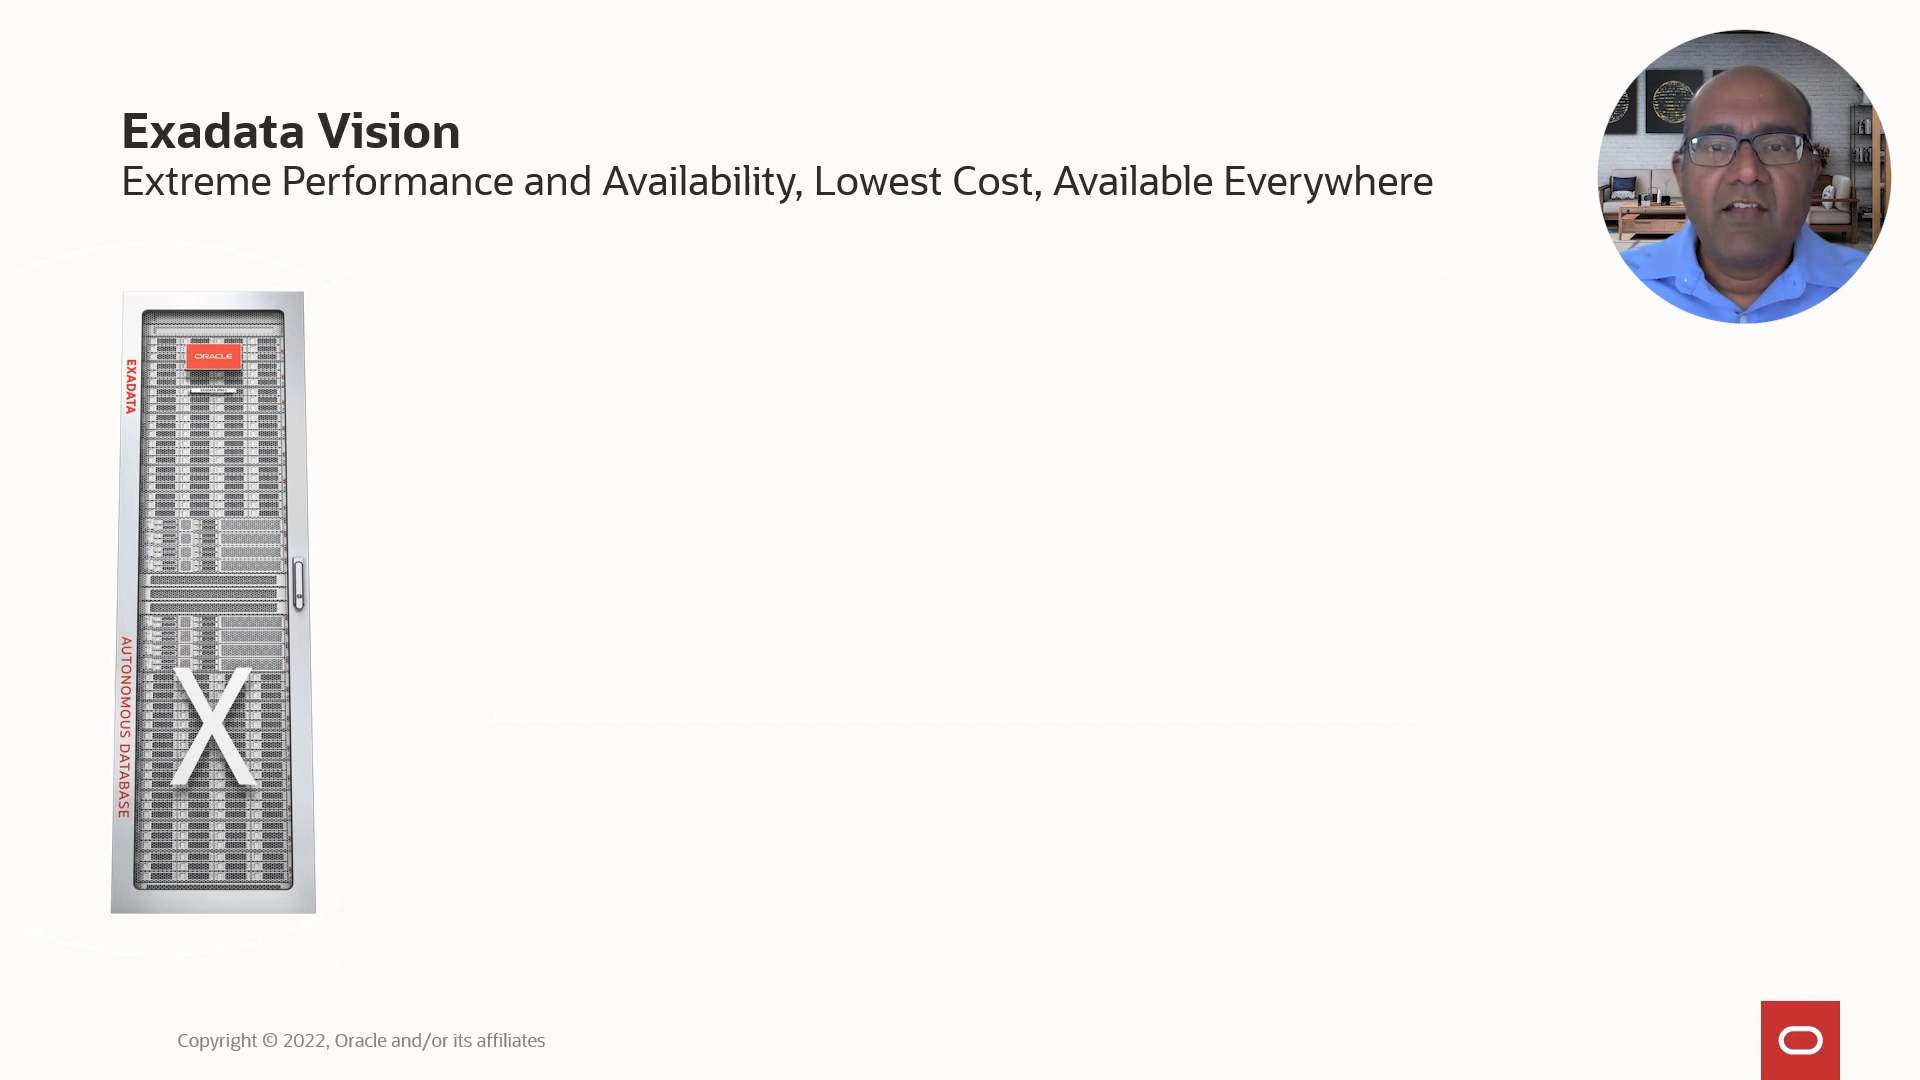 Exadata Vision
Extreme Performance and Availability, Lowest Cost, Available Everywhere
ORACLE
EXADATA
AUTONOMOUS DATABASE
X
Copyright © 2022, Oracle and/or its affiliates